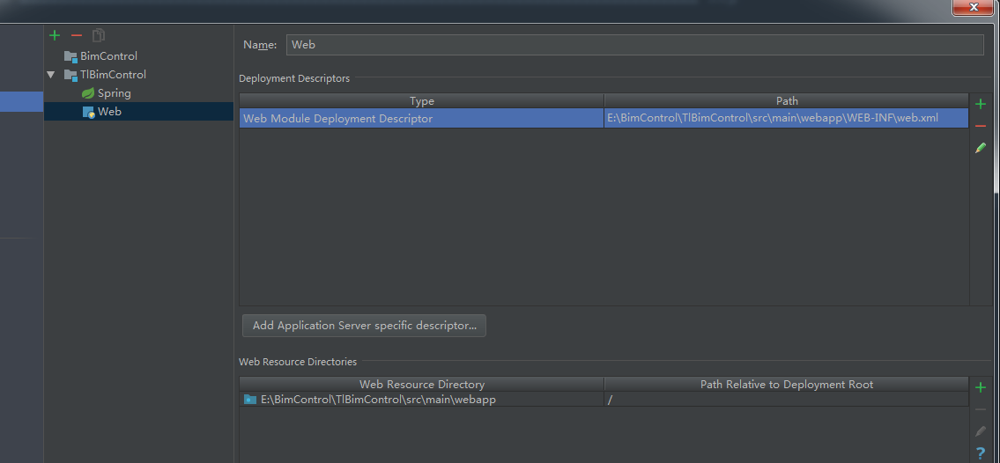 BimControl
TlBimControl
Spring
Web
Name: Web
Deployment Descriptors
Type Path
Web Module Deployment Descriptor E:\BimControl\TlBimControl\src\main\webapp\WEB-INF\web.xml
Add Application Server specific descriptor...
Web Resource Directories
Web Resource Directory Path Relative to Deployment Root
E:\BimControl\TlBimControl\src\main\webapp /